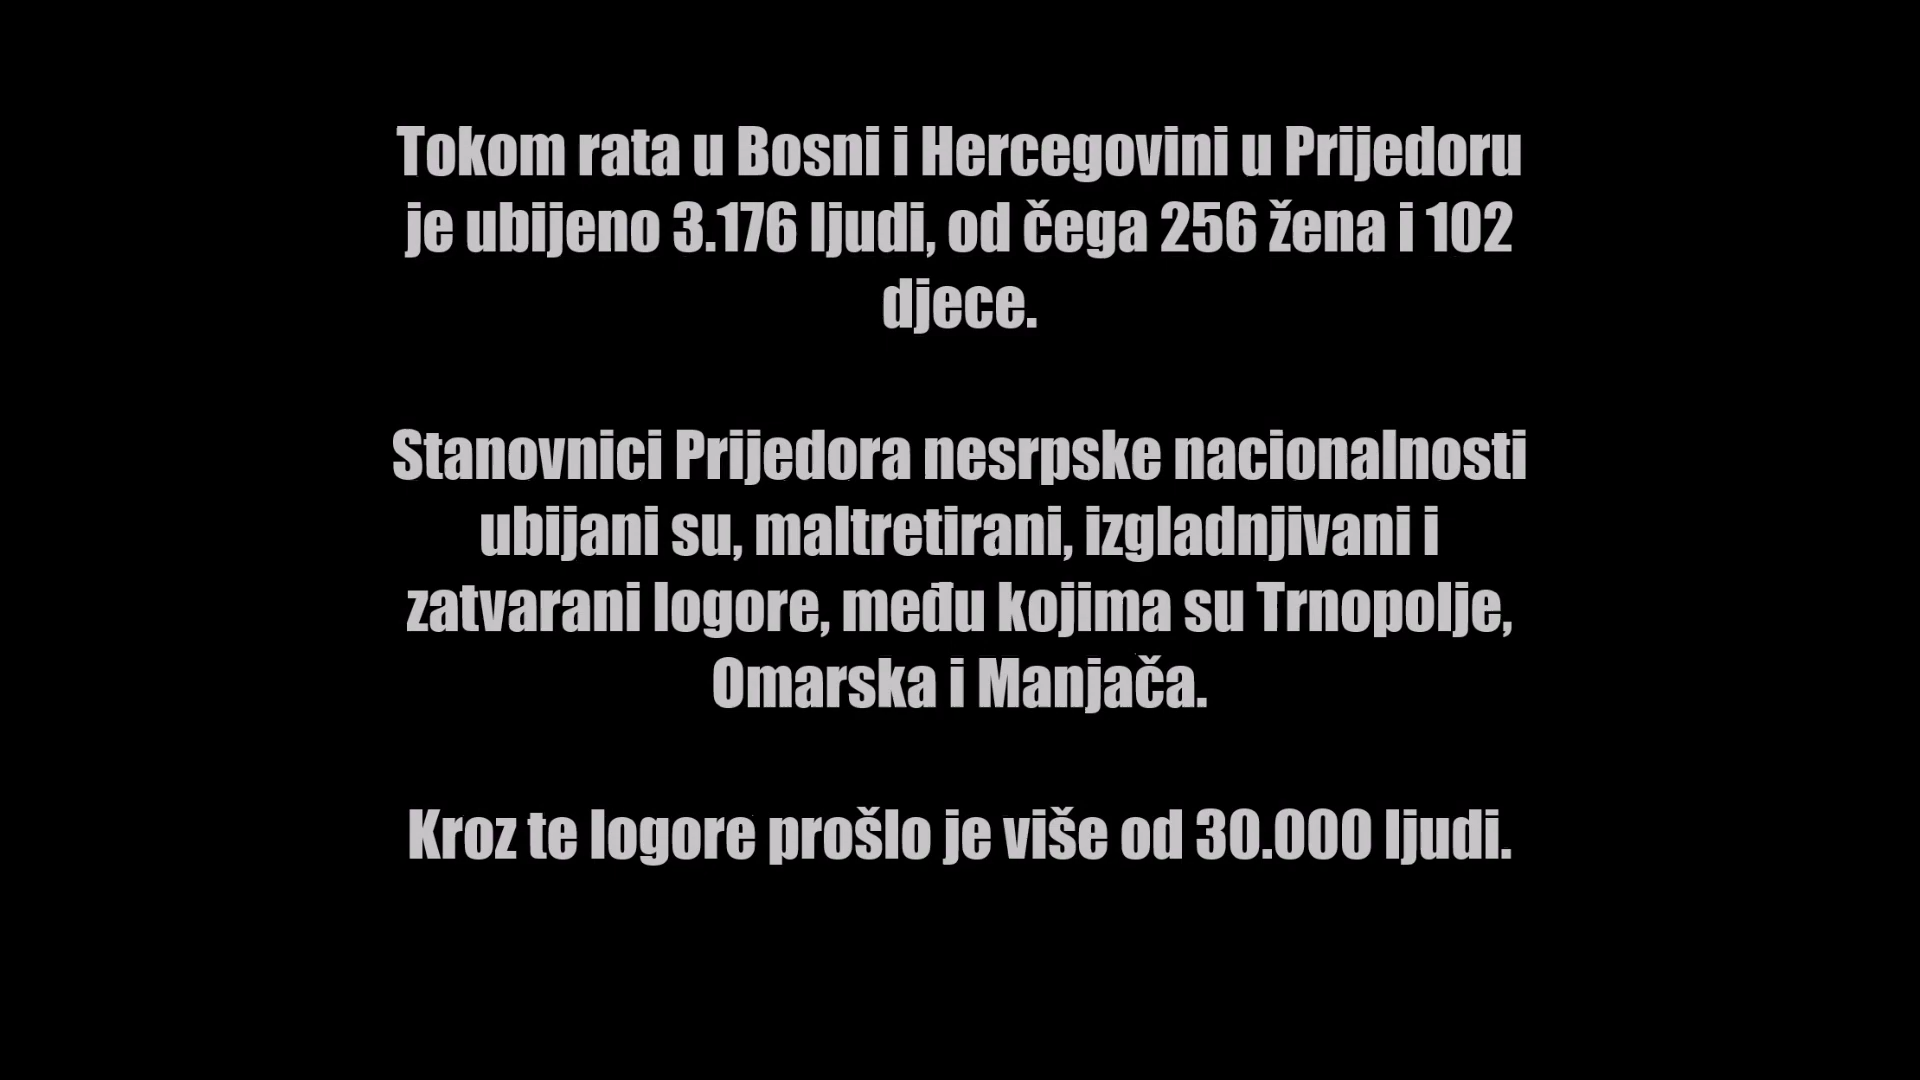 Tokom rata u Bosni i Hercegovini u Prijedoru
je ubijeno 3.176 ljudi, od čega 256 žena i 102
djece.
Stanovnici Prijedora nesrpske nacionalnosti
ubijani su, maltretirani, izgladnjivani i
zatvarani logore, među kojima su Trnopolje,
Omarska i Manjača.
Kroz te logore prošlo je više od 30.000 ljudi.